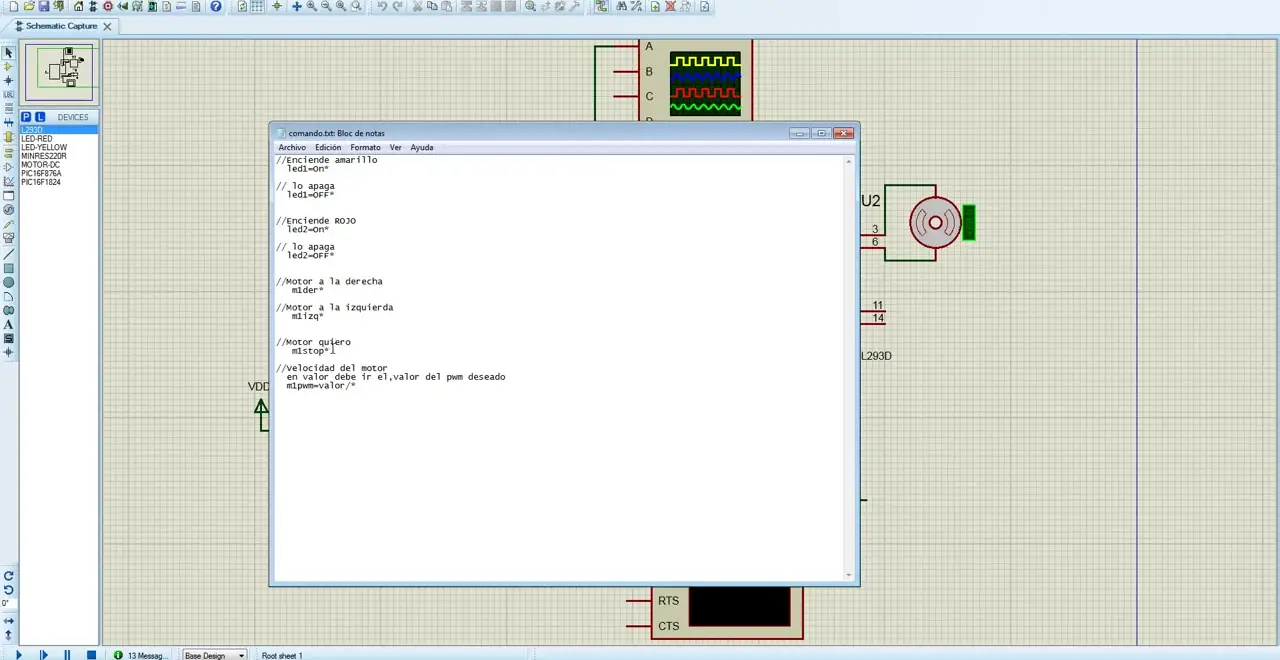 Schematic Capture
P L DEVICES
L293D
LED-RED
LED-YELLOW
MINRES220R
MOTOR-DC
PIC16F876A
PIC16F1824
A
B
C
comando.txt: Bloc de notas
Archivo Edición Formato Ver Ayuda
//Enciende amarillo
led1=On*
// lo apaga
led1=OFF*
//Enciende ROJO
led2=On*
// lo apaga
led2=OFF*
//Motor a la derecha
m1der*
//Motor a la izquierda
m1izq*
//Motor quiero
m1stop*
//Velocidad del motor
en valor debe ir el,valor del pwm deseado
m1pwm=valor/*
U2
3
6
11
14
L293D
VDD
RTS
CTS
13 Messag...
Base Design
Root sheet 1